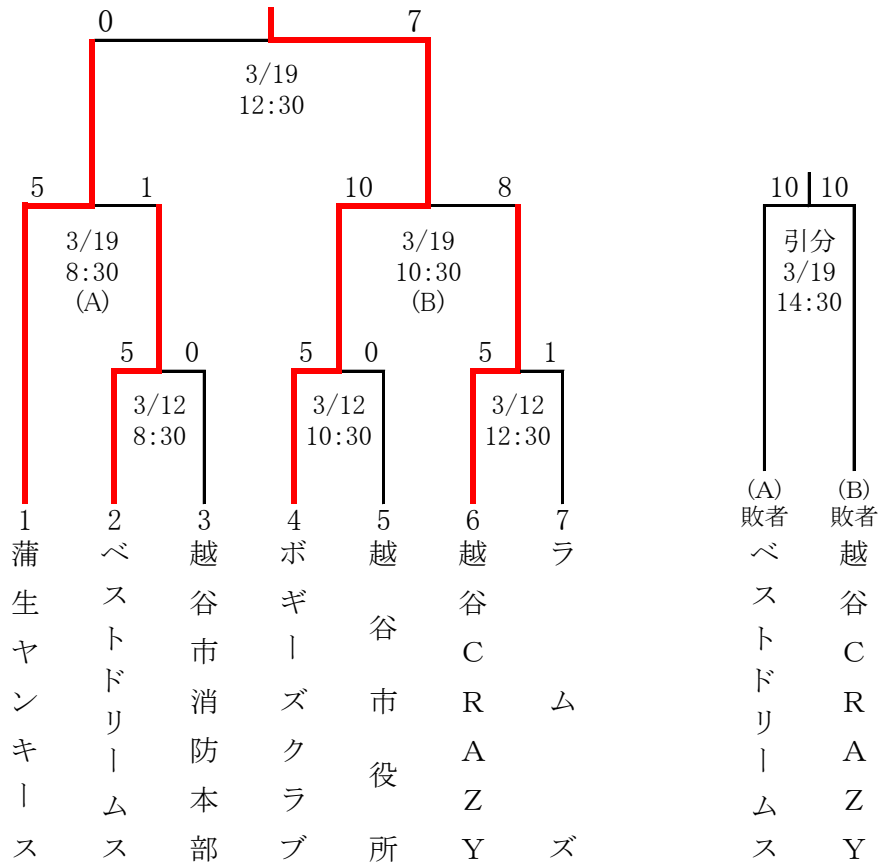 0 7
3/19
12:30
5 1 10 8 10 10
3/19
8:30
(A)
3/19
10:30
(B)
引分
3/19
14:30
5 0 5 0 5 1
3/12
8:30
3/12
10:30
3/12
12:30
(A)
敗者
(B)
敗者
1
蒲生ヤンキース
2
ベストドリームス
3
越谷市消防本部
4
ボギーズクラブ
5
越谷市役所
6
越谷CRAZY
7
ラムズ
ベストドリームス
越谷CRAZY